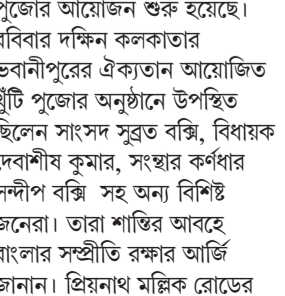 পুজোর আয়োজন শুরু হয়েছে।
রবিবার দক্ষিন কলকাতার
ভবানীপুরের ঐক্যতান আয়োজিত
খুঁটি পুজোর অনুষ্ঠানে উপস্থিত
ছিলেন সাংসদ সুব্রত বক্সি, বিধায়ক
দেবাশীষ কুমার, সংস্থার কর্ণধার
সন্দীপ বক্সি সহ অন্য বিশিষ্ট
জনেরা। তারা শান্তির আবহে
বাংলার সম্প্রীতি রক্ষার আর্জি
জানান। প্রিয়নাথ মল্লিক রোডের